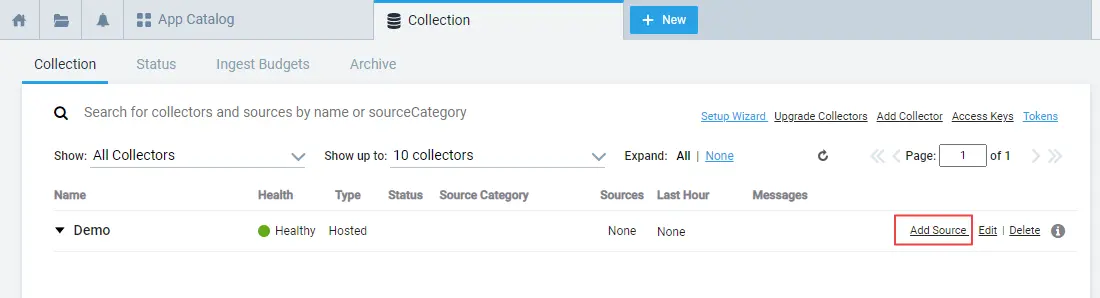 App Catalog Collection + New
Collection Status Ingest Budgets Archive
Search for collectors and sources by name or sourceCategory
Setup Wizard Upgrade Collectors Add Collector Access Keys Tokens
Show: All Collectors Show up to: 10 collectors Expand: All | None Page: 1 of 1
Name Health Type Status Source Category Sources Last Hour Messages
Demo Healthy Hosted None None Add Source Edit | Delete